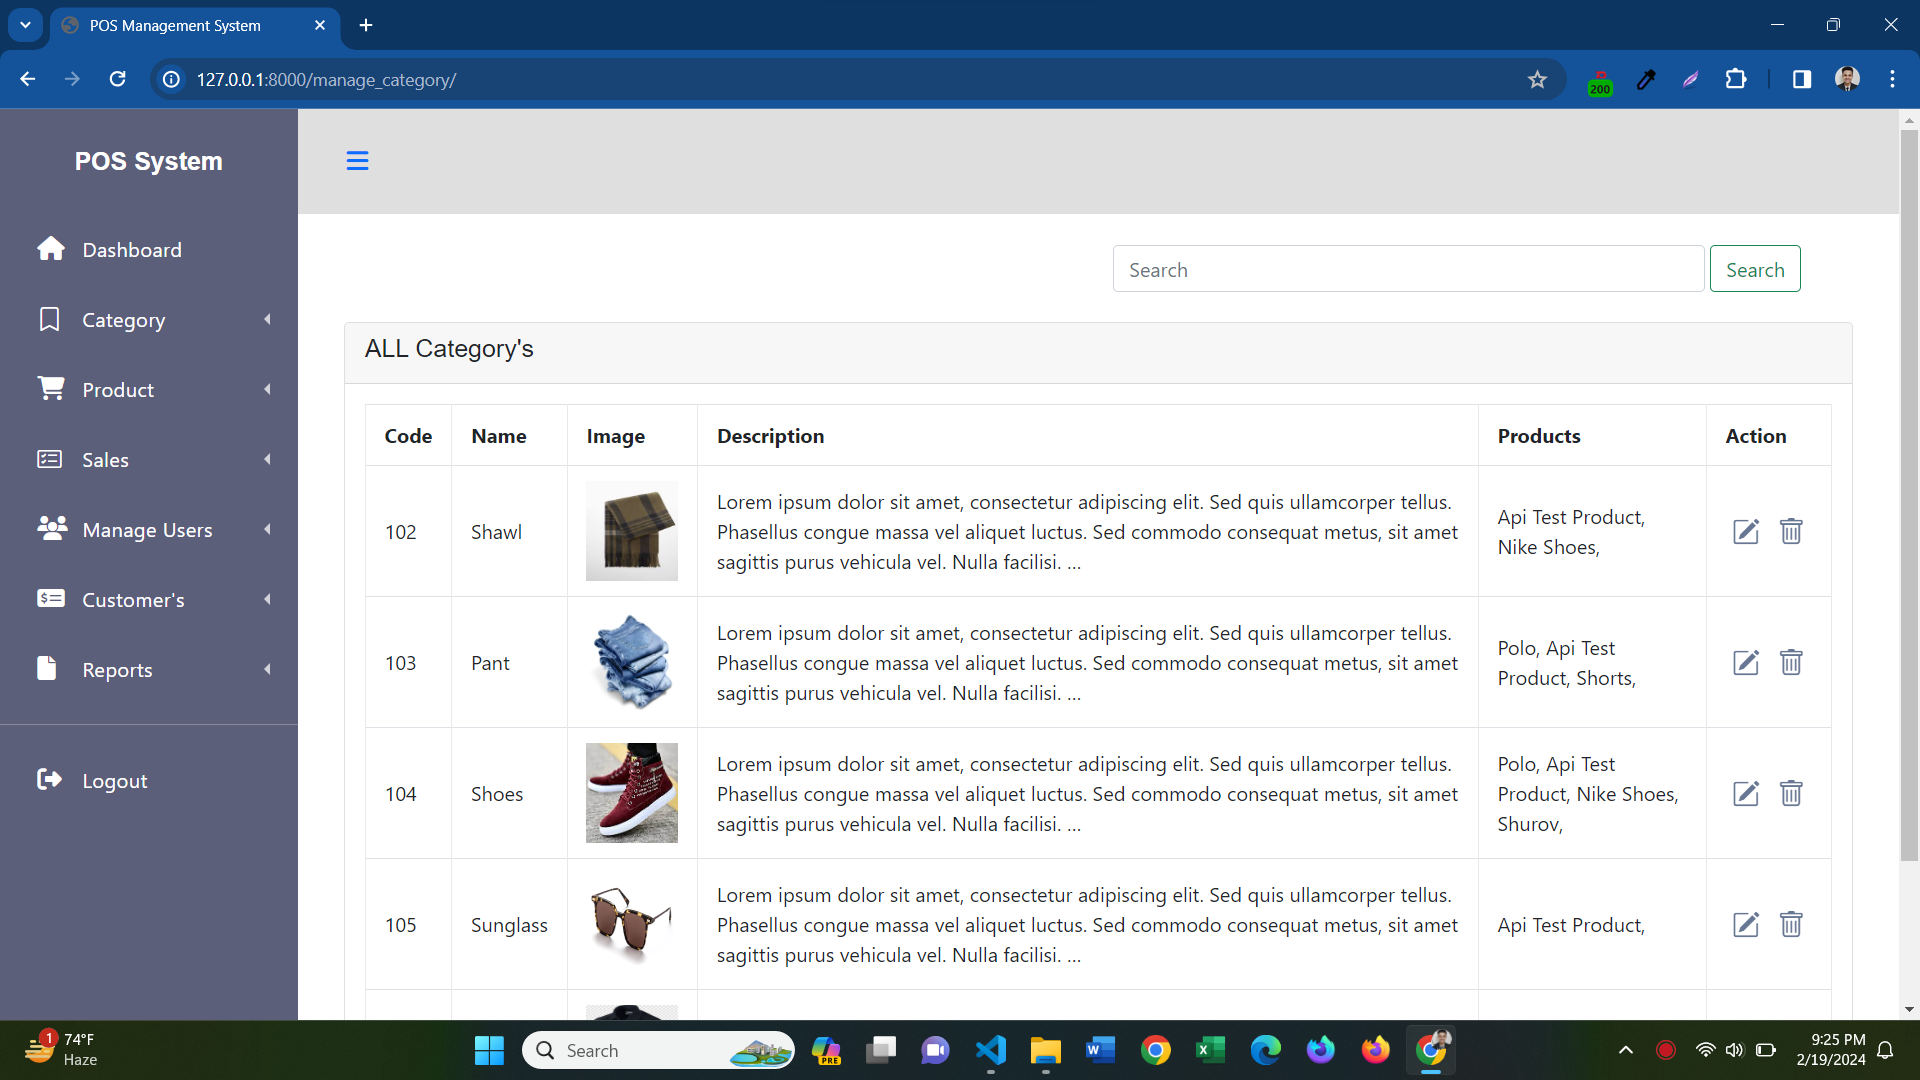 POS Management System
127.0.0.1:8000/manage_category/
200
POS System
Dashboard
Category
Product
Sales
Manage Users
Customer's
Reports
Logout
Search
Search
ALL Category's
Code Name Image Description Products Action
102
Shawl
Lorem ipsum dolor sit amet, consectetur adipiscing elit. Sed quis ullamcorper tellus.
Phasellus congue massa vel aliquet luctus. Sed commodo consequat metus, sit amet
sagittis purus vehicula vel. Nulla facilisi. ...
Api Test Product,
Nike Shoes,
103
Pant
Lorem ipsum dolor sit amet, consectetur adipiscing elit. Sed quis ullamcorper tellus.
Phasellus congue massa vel aliquet luctus. Sed commodo consequat metus, sit amet
sagittis purus vehicula vel. Nulla facilisi. ...
Polo, Api Test
Product, Shorts,
104
Shoes
Lorem ipsum dolor sit amet, consectetur adipiscing elit. Sed quis ullamcorper tellus.
Phasellus congue massa vel aliquet luctus. Sed commodo consequat metus, sit amet
sagittis purus vehicula vel. Nulla facilisi. ...
Polo, Api Test
Product, Nike Shoes,
Shurov,
105
Sunglass
Lorem ipsum dolor sit amet, consectetur adipiscing elit. Sed quis ullamcorper tellus.
Phasellus congue massa vel aliquet luctus. Sed commodo consequat metus, sit amet
sagittis purus vehicula vel. Nulla facilisi. ...
Api Test Product,
1
74°F
Haze
Search
PRE
9:25 PM
2/19/2024